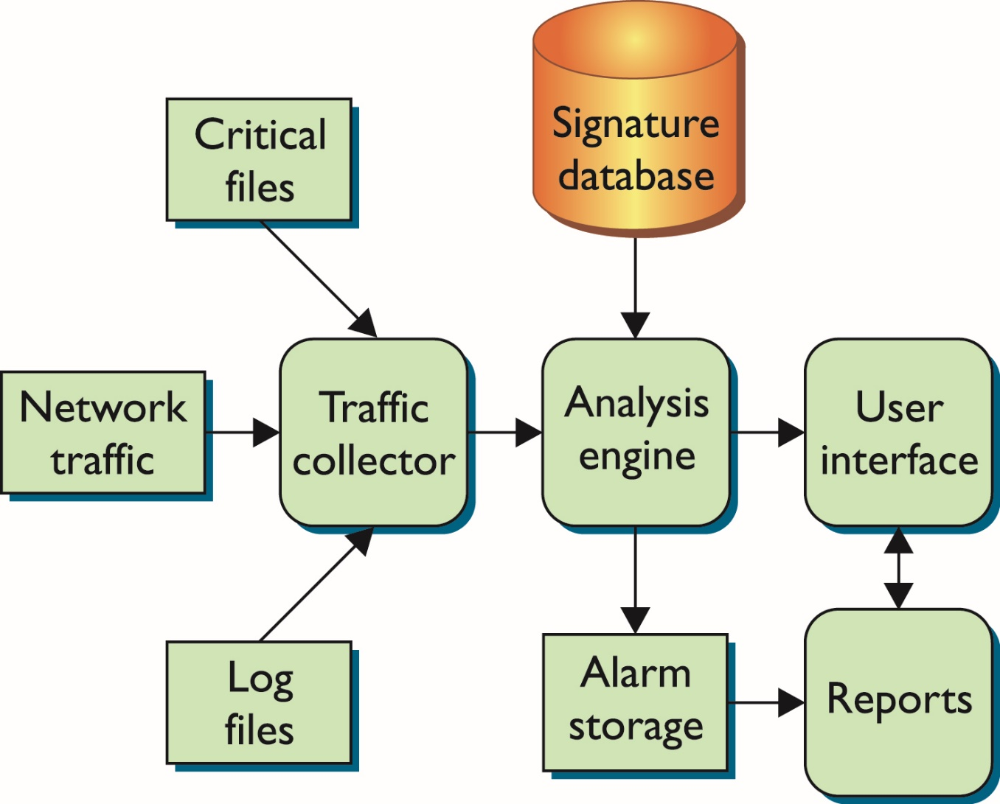 Signature
database
Critical
files
Network
traffic
Traffic
collector
Analysis
engine
User
interface
Log
files
Alarm
storage
Reports